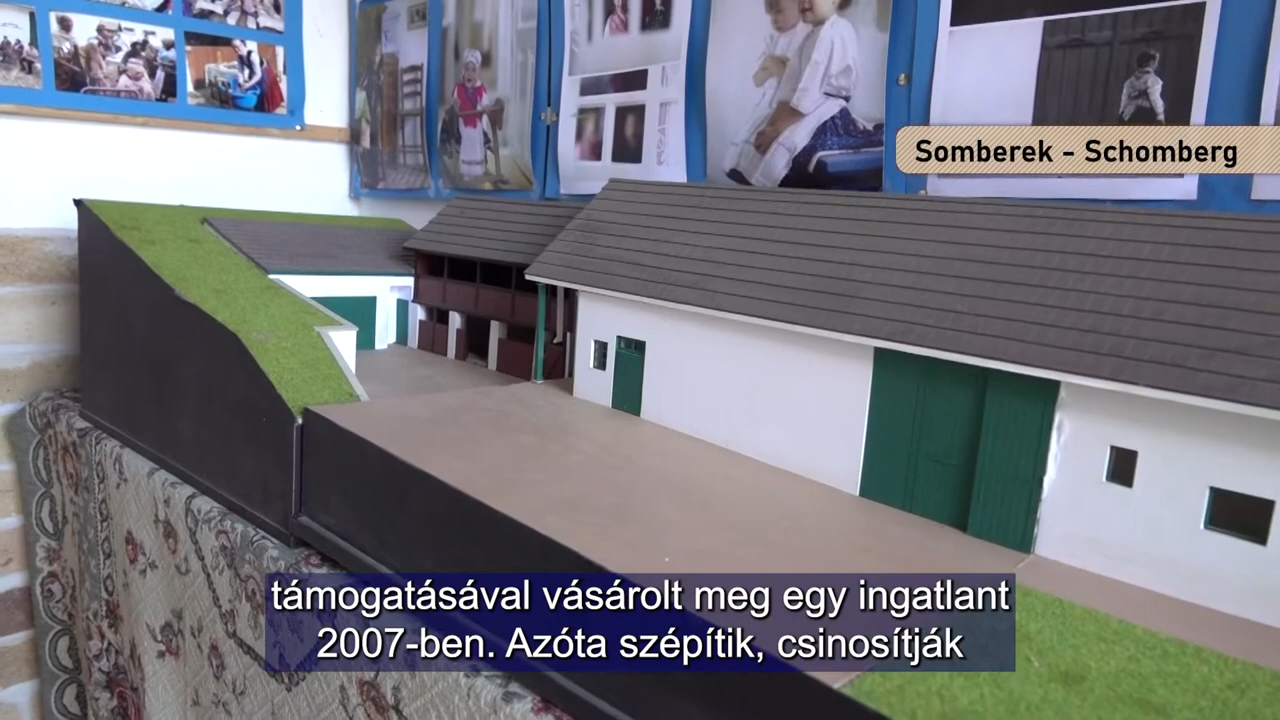 Somberek - Schomberg
támogatásával vásárolt meg egy ingatlant
2007-ben. Azóta szépítik, csinosítják